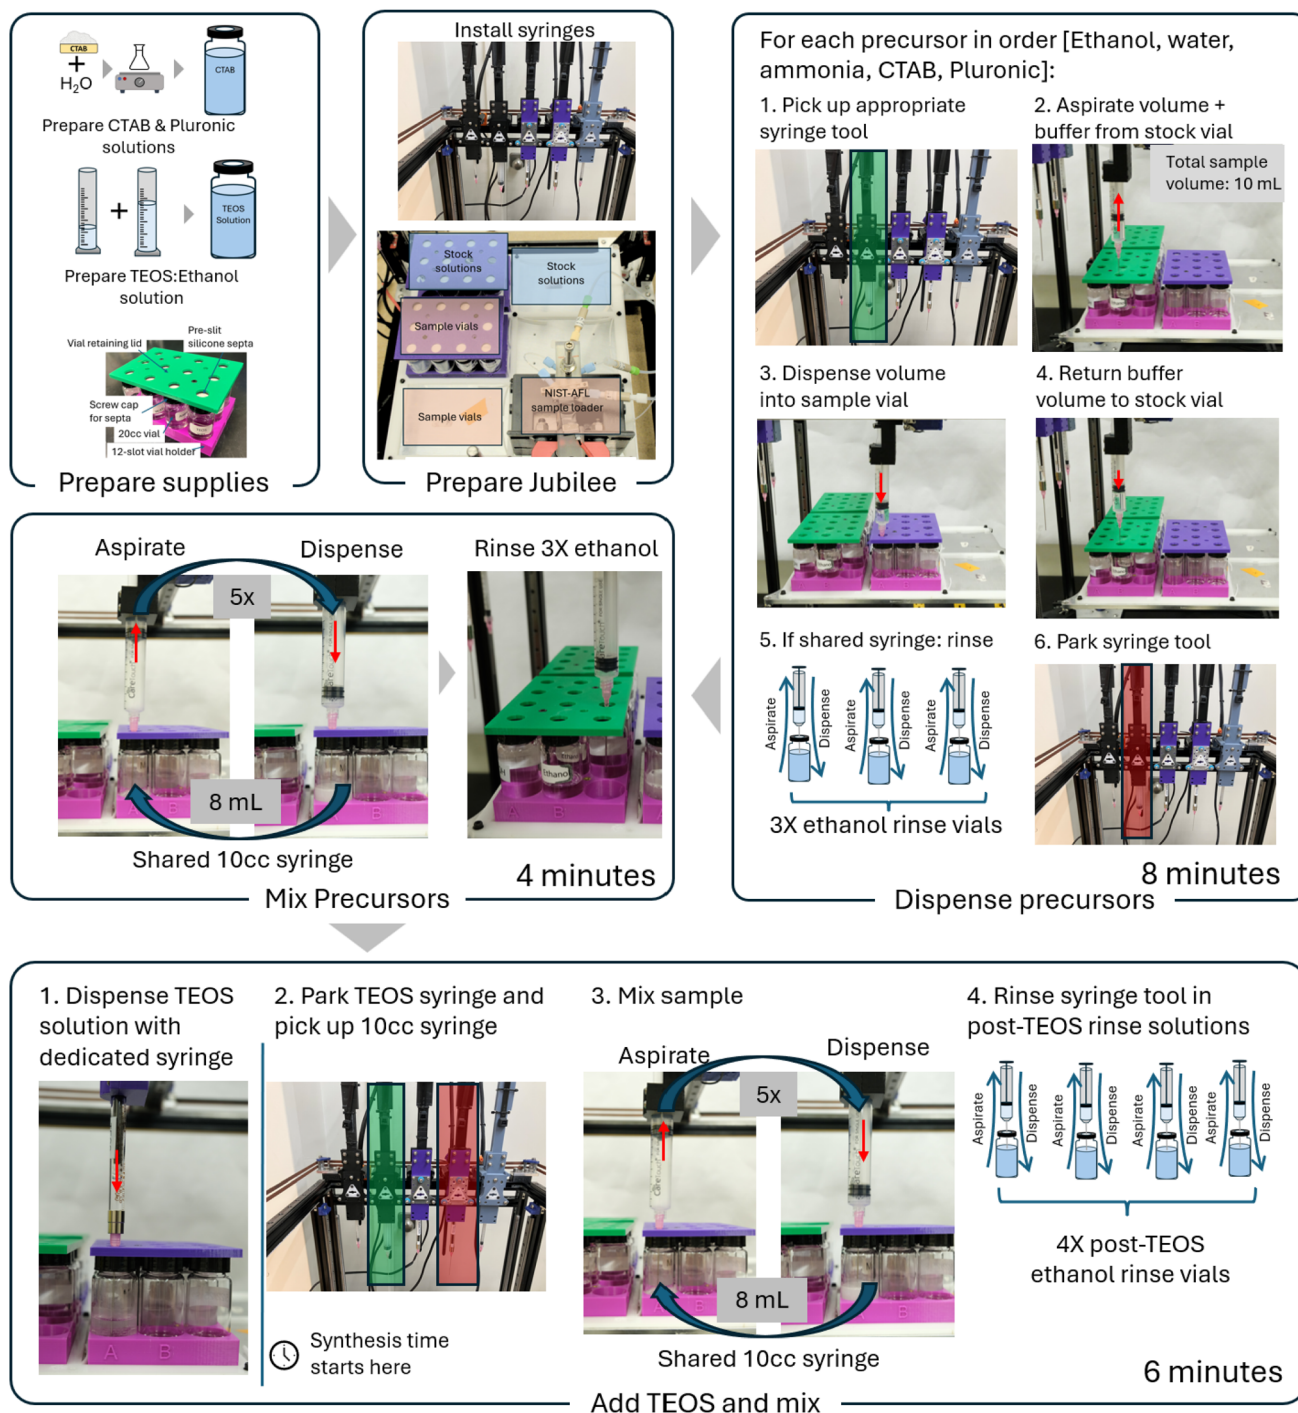 CTAB
+
H₂O
CTAB
Prepare CTAB & Pluronic
solutions
+
TEOS
Solution
Prepare TEOS:Ethanol
solution
Pre-slit
silicone septa
Vial retaining lid
Screw cap
for septa
20cc vial
12-slot vial holder
Prepare supplies
Install syringes
Stock
solutions
Stock
solutions
Sample vials
Sample vials
NIST-AFL
sample loader
Prepare Jubilee
For each precursor in order [Ethanol, water,
ammonia, CTAB, Pluronic]:
1. Pick up appropriate
syringe tool
2. Aspirate volume +
buffer from stock vial
Total sample
volume: 10 mL
3. Dispense volume
into sample vial
4. Return buffer
volume to stock vial
5. If shared syringe: rinse
Aspirate
Dispense
Aspirate
Dispense
Aspirate
Dispense
3X ethanol rinse vials
6. Park syringe tool
8 minutes
Dispense precursors
Aspirate
Dispense
5x
8 mL
A
B
B
Shared 10cc syringe
Rinse 3X ethanol
Ethanol
A
B
4 minutes
Mix Precursors
1. Dispense TEOS
solution with
dedicated syringe
A
B
2. Park TEOS syringe and
pick up 10cc syringe
Synthesis time
starts here
3. Mix sample
Aspirate
Dispense
5x
8 mL
A
B
B
Shared 10cc syringe
4. Rinse syringe tool in
post-TEOS rinse solutions
Aspirate
Dispense
Aspirate
Dispense
Aspirate
Dispense
Aspirate
Dispense
4X post-TEOS
ethanol rinse vials
6 minutes
Add TEOS and mix